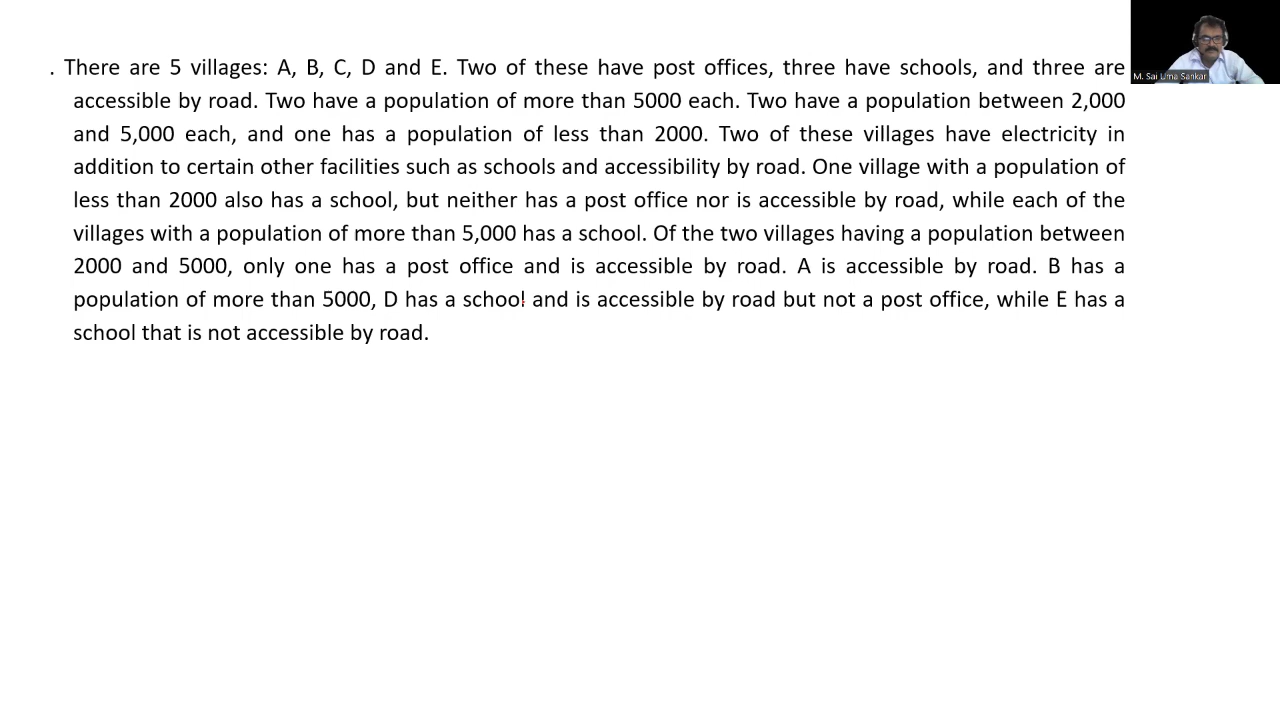 . There are 5 villages: A, B, C, D and E. Two of these have post offices, three have schools, and three are
accessible by road. Two have a population of more than 5000 each. Two have a population between 2,000
and 5,000 each, and one has a population of less than 2000. Two of these villages have electricity in
addition to certain other facilities such as schools and accessibility by road. One village with a population of
less than 2000 also has a school, but neither has a post office nor is accessible by road, while each of the
villages with a population of more than 5,000 has a school. Of the two villages having a population between
2000 and 5000, only one has a post office and is accessible by road. A is accessible by road. B has a
population of more than 5000, D has a school and is accessible by road but not a post office, while E has a
school that is not accessible by road.
M. Sai Uma Sankar